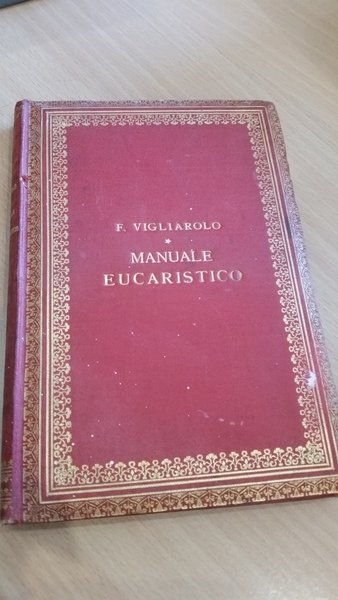 F. VIGLIAROLO
*
MANUALE
EUCARISTICO